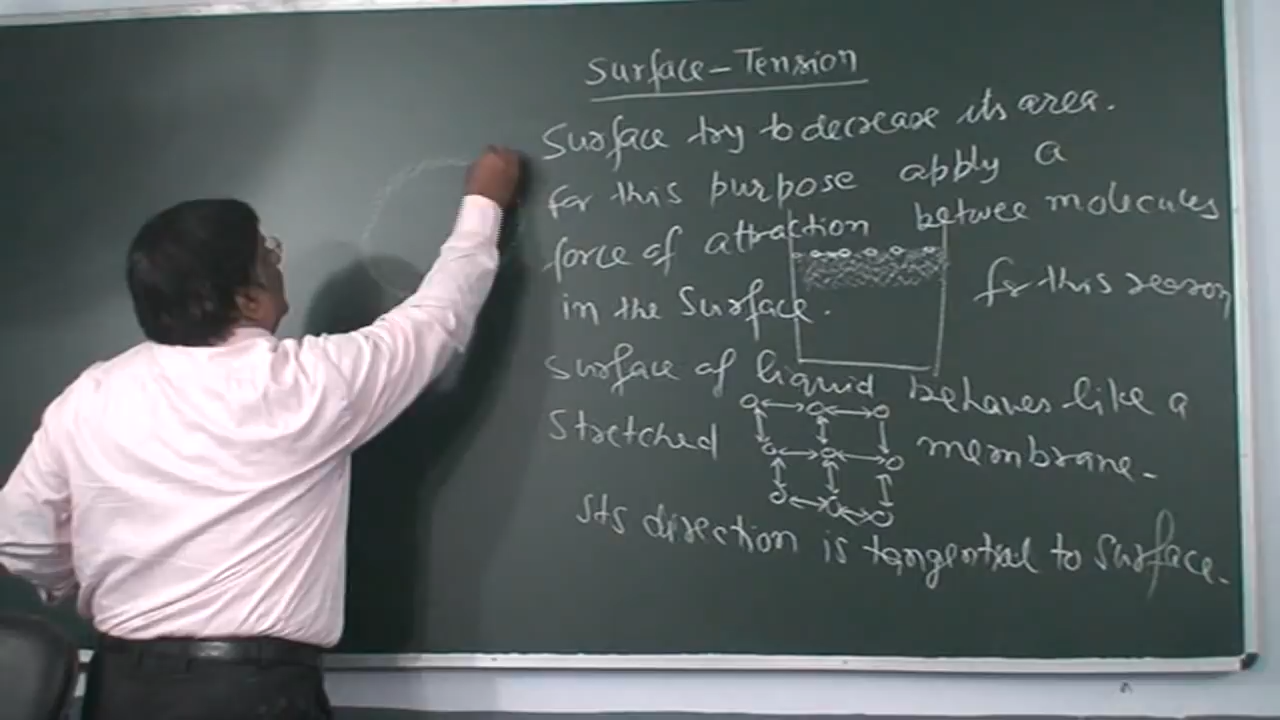 Surface-Tension
Surface try to decrease its area.
for this purpose apply a
force of attraction betwee molecules
in the Surface. for this reason
Surface of liquid behaves like a
Stretched membrane.
Its direction is tangential to Surface.